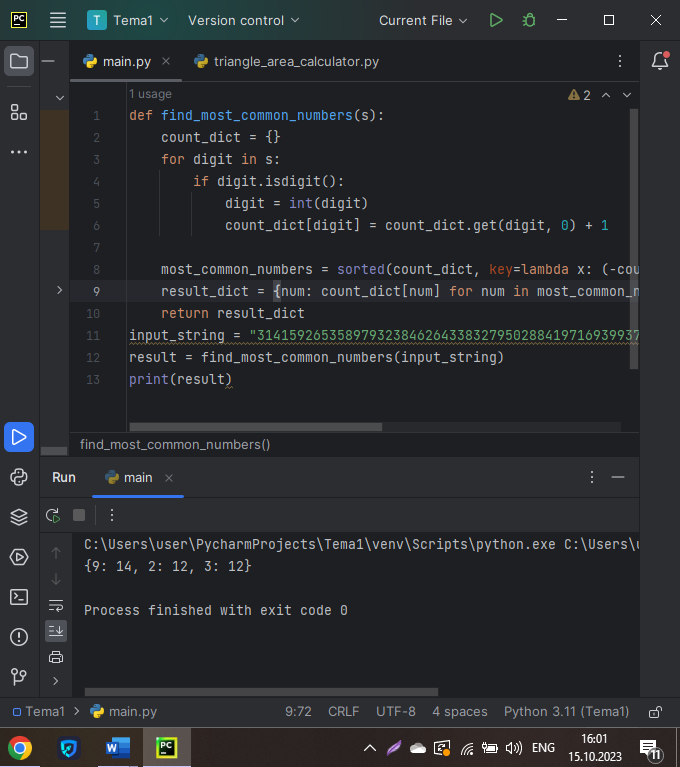 PC T Tema1 Version control Current File
main.py triangle_area_calculator.py
1 usage
2
1 def find_most_common_numbers(s):
2 count_dict = {}
3 for digit in s:
4 if digit.isdigit():
5 digit = int(digit)
6 count_dict[digit] = count_dict.get(digit, 0) + 1
7
8 most_common_numbers = sorted(count_dict, key=lambda x: (-cou
9 result_dict = {num: count_dict[num] for num in most_common_n
10 return result_dict
11 input_string = "314159265358979323846264338327950288419716939937
12 result = find_most_common_numbers(input_string)
13 print(result)
find_most_common_numbers()
Run main
C:\Users\user\PycharmProjects\Tema1\venv\Scripts\python.exe C:\Users\u
{9: 14, 2: 12, 3: 12}
Process finished with exit code 0
Tema1 main.py 9:72 CRLF UTF-8 4 spaces Python 3.11 (Tema1)
W PC ENG
16:01
15.10.2023
11